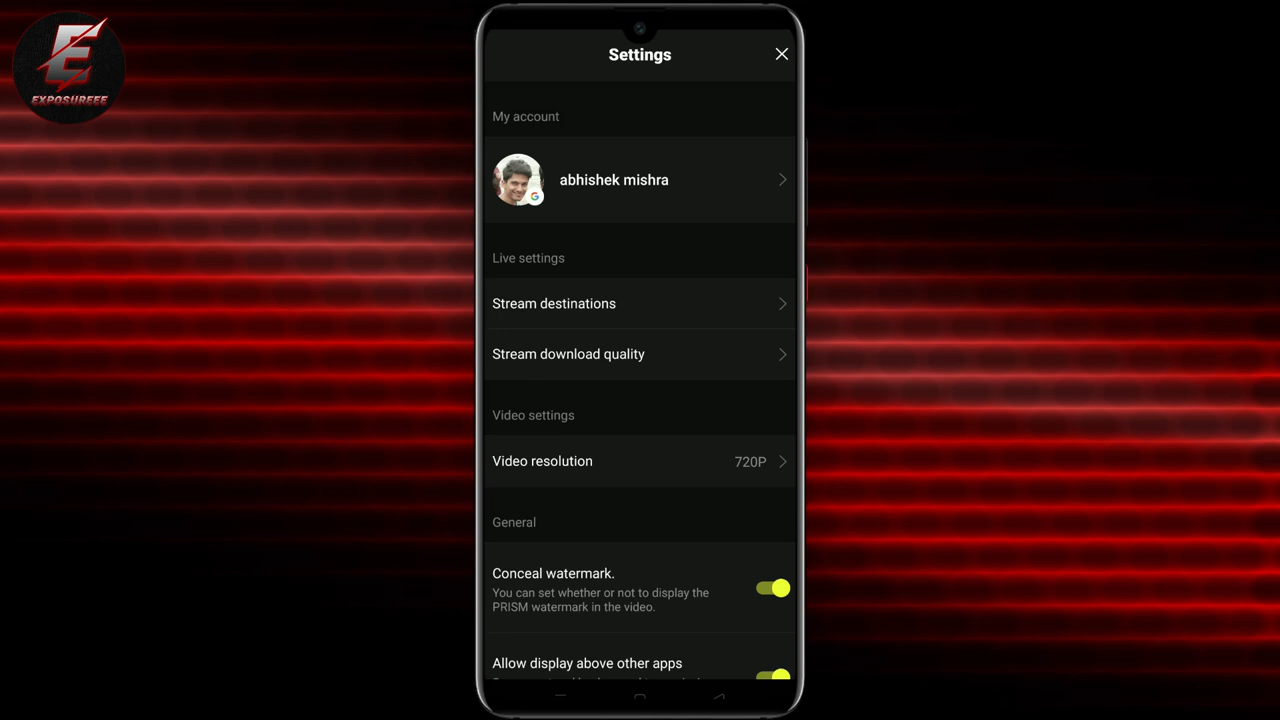 E
EXPOSUREEE
Settings
My account
abhishek mishra
G
Live settings
Stream destinations
Stream download quality
Video settings
Video resolution 720P
General
Conceal watermark.
You can set whether or not to display the
PRISM watermark in the video.
Allow display above other apps